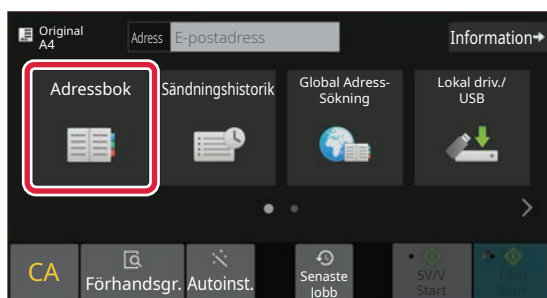 Original
A4
Adress
E-postadress
Information
Adressbok
Sändningshistorik
Global Adress-
Sökning
Lokal driv./
USB
CA
Förhandsgr.
Autoinst.
Senaste
Jobb
SV/V
Start
Färg
Start